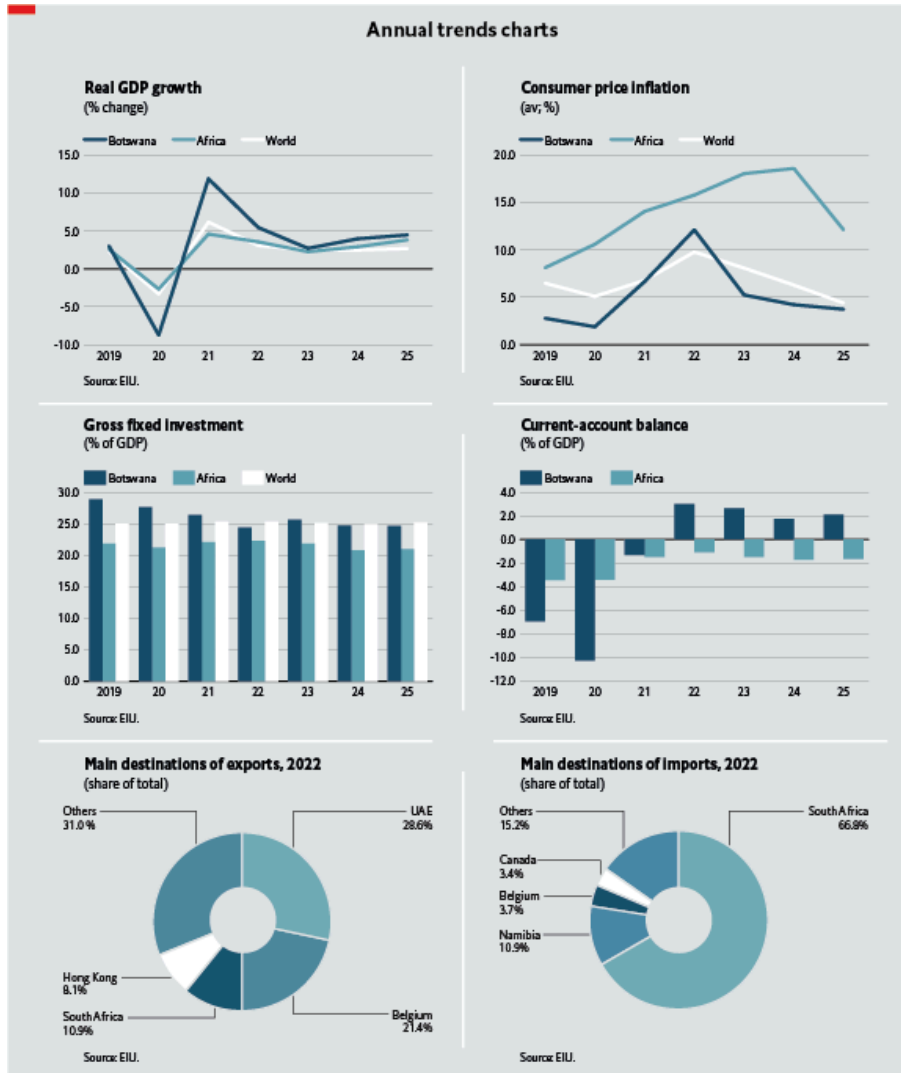 Annual trends charts
Real GDP growth
(% change)
Botswana Africa World
15.0
10.0
5.0
0.0
-5.0
-10.0
2019 20 21 22 23 24 25
Source: EIU.
Consumer price inflation
(av; %)
Botswana Africa World
20.0
15.0
10.0
5.0
0.0
2019 20 21 22 23 24 25
Source: EIU.
Gross fixed investment
(% of GDP)
Botswana Africa World
30.0
25.0
20.0
15.0
10.0
5.0
0.0
2019 20 21 22 23 24 25
Source: EIU.
Current-account balance
(% of GDP)
Botswana Africa
4.0
2.0
0.0
-2.0
-4.0
-6.0
-8.0
-10.0
-12.0
2019 20 21 22 23 24 25
Source: EIU.
Main destinations of exports, 2022
(share of total)
Others
31.0 %
UAE
28.6%
Hong Kong
8.1%
South Africa
10.9%
Belgium
21.4%
Source: EIU.
Main destinations of imports, 2022
(share of total)
Others
15.2%
South Africa
66.8%
Canada
3.4%
Belgium
3.7%
Namibia
10.9%
Source: EIU.